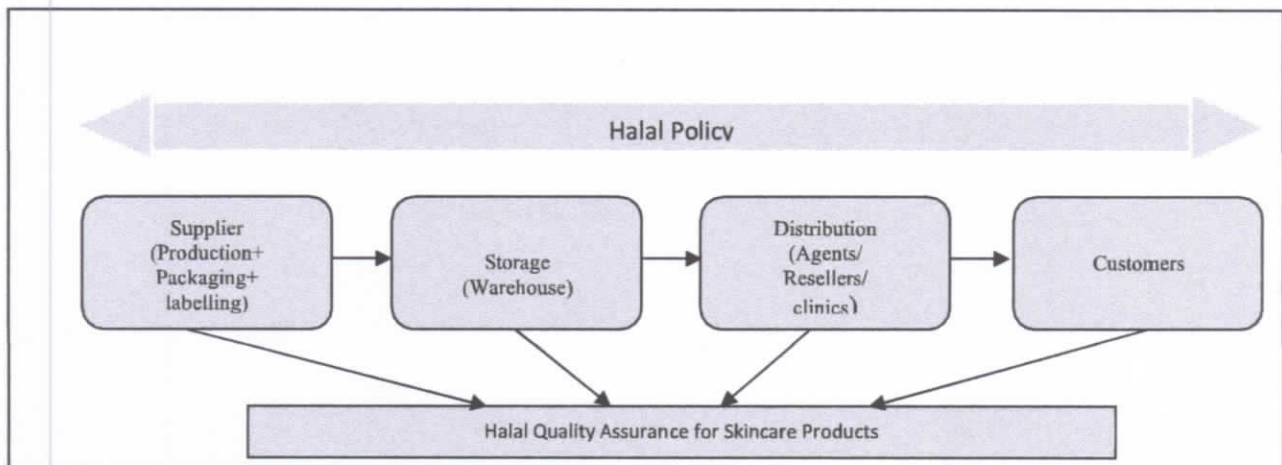 Halal Policy
Supplier
(Production+
Packaging+
labelling)
Storage
(Warehouse)
Distribution
(Agents/
Resellers/
clinics)
Customers
Halal Quality Assurance for Skincare Products